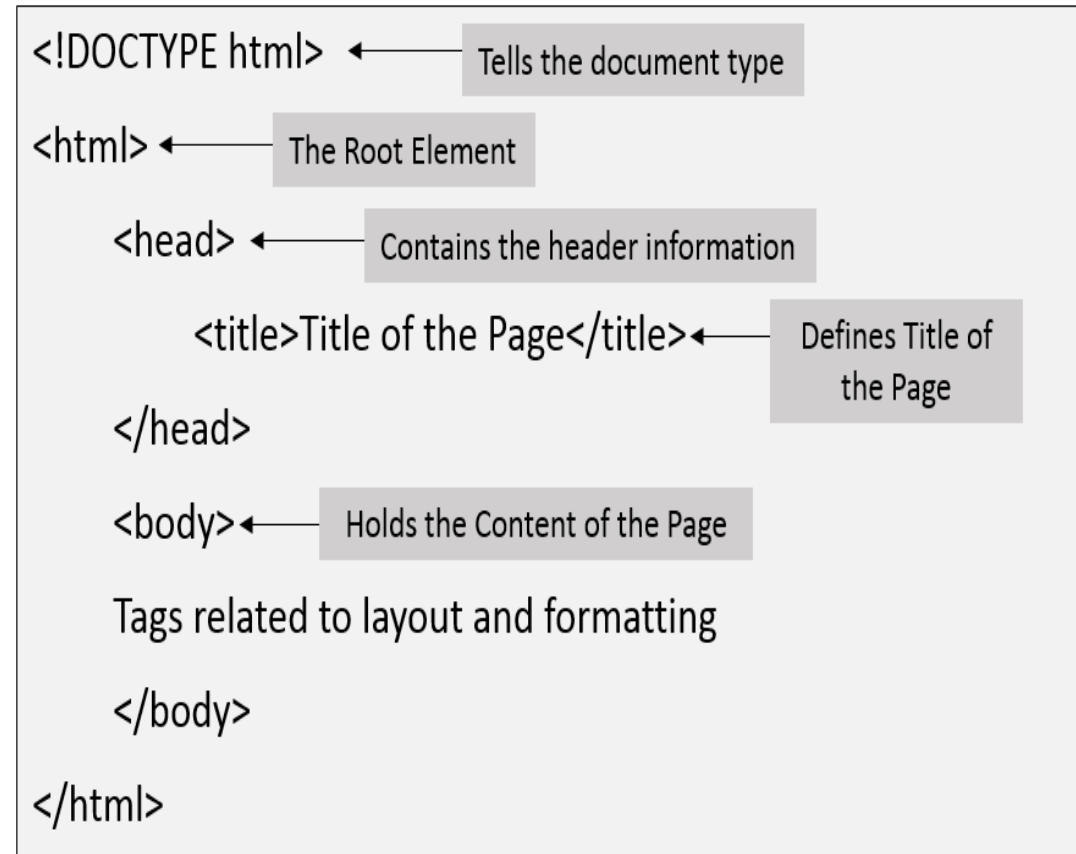 <!DOCTYPE html> Tells the document type
<html> The Root Element
<head> Contains the header information
<title>Title of the Page</title> Defines Title of
the Page
</head>
<body> Holds the Content of the Page
Tags related to layout and formatting
</body>
</html>